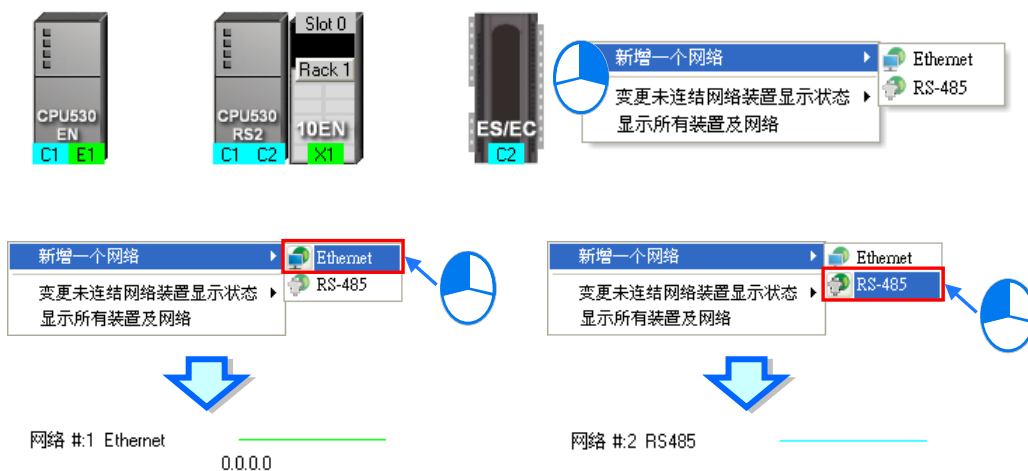 Slot 0
Rack 1
CPU530
EN
C1 E1
CPU530
RS2
C1 C2
10EN
X1
ES/EC
C2
新增一个网络
变更未连结网络装置显示状态
显示所有装置及网络
Ethernet
RS-485
新增一个网络
变更未连结网络装置显示状态
显示所有装置及网络
Ethernet
RS-485
新增一个网络
变更未连结网络装置显示状态
显示所有装置及网络
Ethernet
RS-485
网络 #:1 Ethernet
0.0.0.0
网络 #:2 RS485